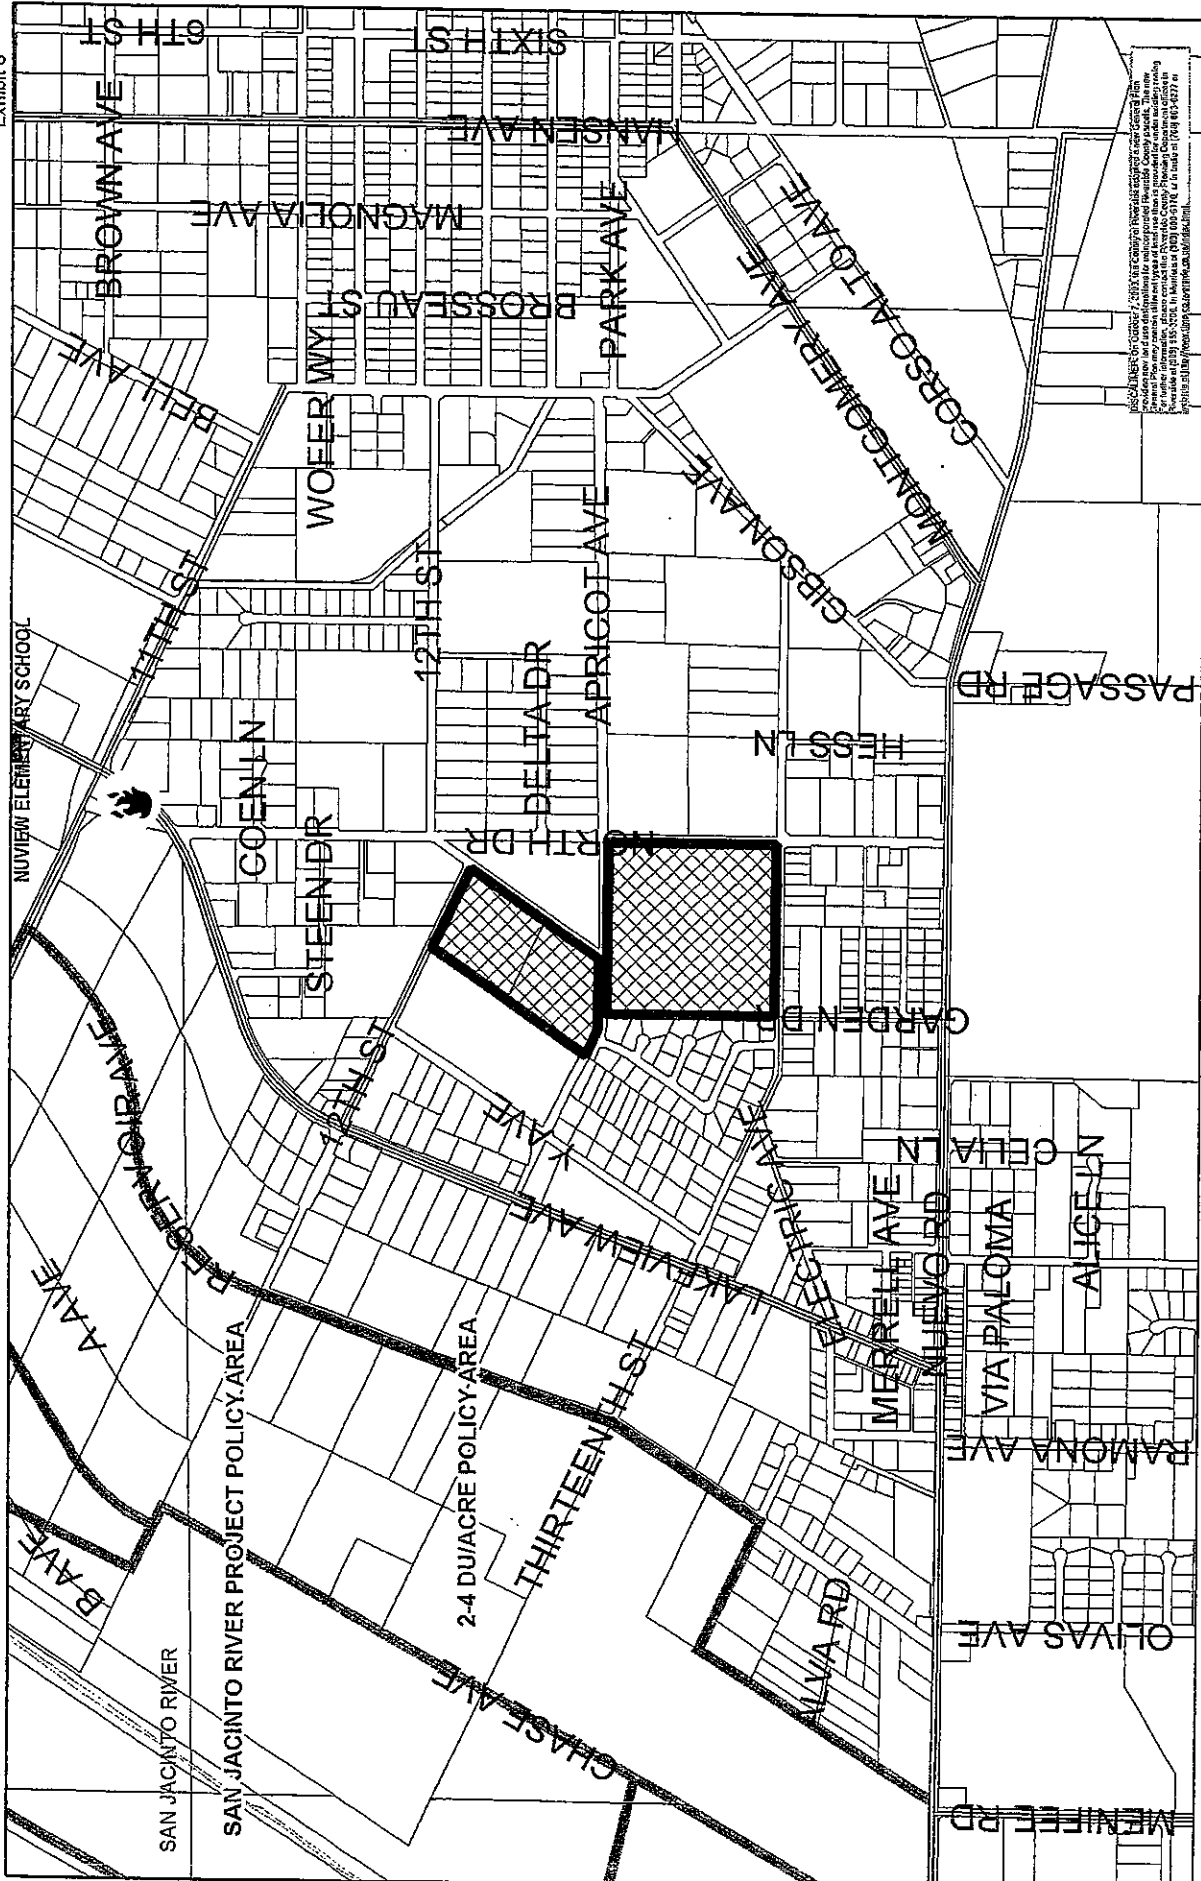 Exhibit 6
6TH ST
SIXTH ST
BROWN AVE
HANSEN AVE
MAGNOLIA AVE
PARK AVE
BROSSEAU ST
BELL AVE
WOFER WY
MONTGOMERY AVE
CORSO ALTO AVE
11TH ST
12TH ST
APRICOT AVE
GIBSON AVE
NUVIEW ELEMENTARY SCHOOL
DELTA DR
PASSAGE RD
HESS LN
COEN LN
STEEN DR
NORTH DR
RESERVOIR AVE
12TH ST
GARDEN DR
A AVE
Y AVE
ELECTRIC AVE
CELIA LN
ALICE LN
LAKEVIEW AVE
MERRELL AVE
NUEVO RD
VIA PALOMA
SAN JACINTO RIVER PROJECT POLICY AREA
2-4 DU/ACRE POLICY AREA
THIRTEENTH ST
RAMONA AVE
B AVE
ALVIA RD
OLIVAS AVE
CHASE AVE
SAN JACINTO RIVER
MENIFEE RD